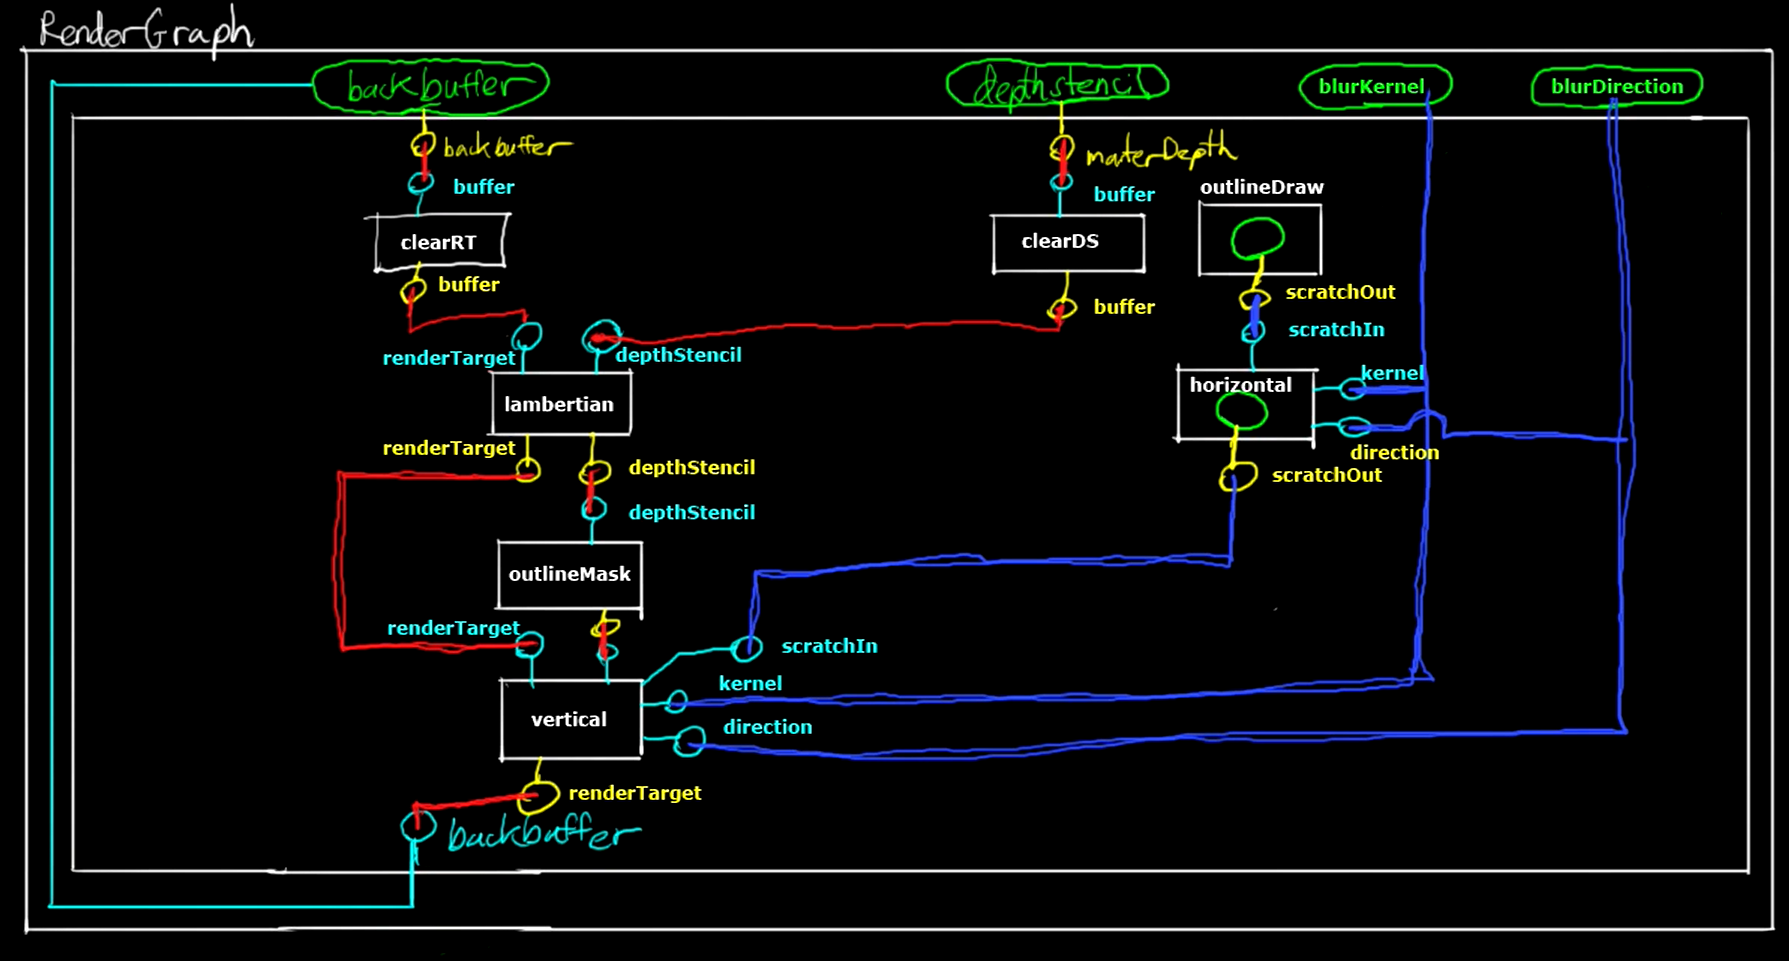 RenderGraph
backbuffer
depthstencil
blurKernel
blurDirection
backbuffer
masterDepth
buffer
buffer
outlineDraw
clearRT
clearDS
buffer
buffer
scratchOut
scratchIn
renderTarget
depthStencil
kernel
horizontal
lambertian
renderTarget
direction
depthStencil
scratchOut
depthStencil
outlineMask
renderTarget
scratchIn
kernel
vertical
direction
renderTarget
backbuffer